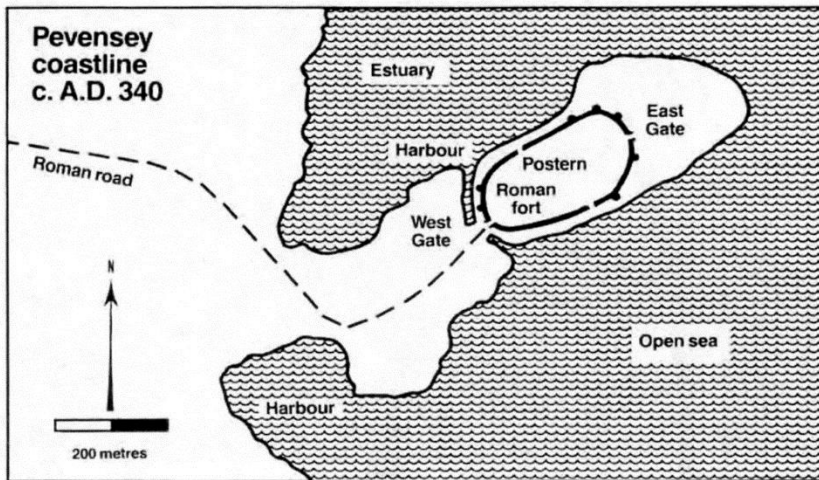 Pevensey
coastline
c. A.D. 340
Estuary
East
Gate
Harbour
Postern
Roman road
Roman
fort
West
Gate
N
Open sea
Harbour
200 metres